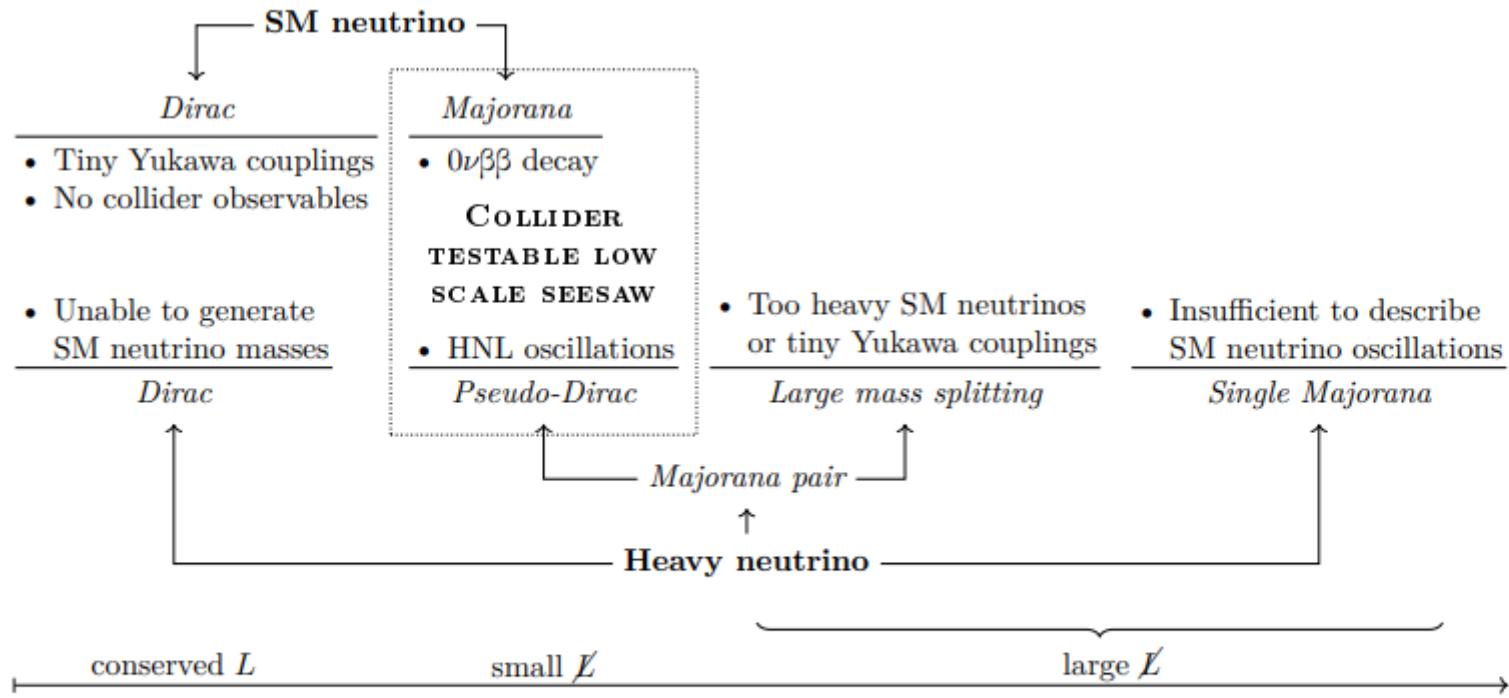 SM neutrino
Dirac
• Tiny Yukawa couplings
• No collider observables
Majorana
• 0νββ decay
COLLIDER
TESTABLE LOW
SCALE SEESAW
• Unable to generate
SM neutrino masses
Dirac
• HNL oscillations
Pseudo-Dirac
• Too heavy SM neutrinos
or tiny Yukawa couplings
Large mass splitting
• Insufficient to describe
SM neutrino oscillations
Single Majorana
Majorana pair
Heavy neutrino
conserved L
small L̸
large L̸